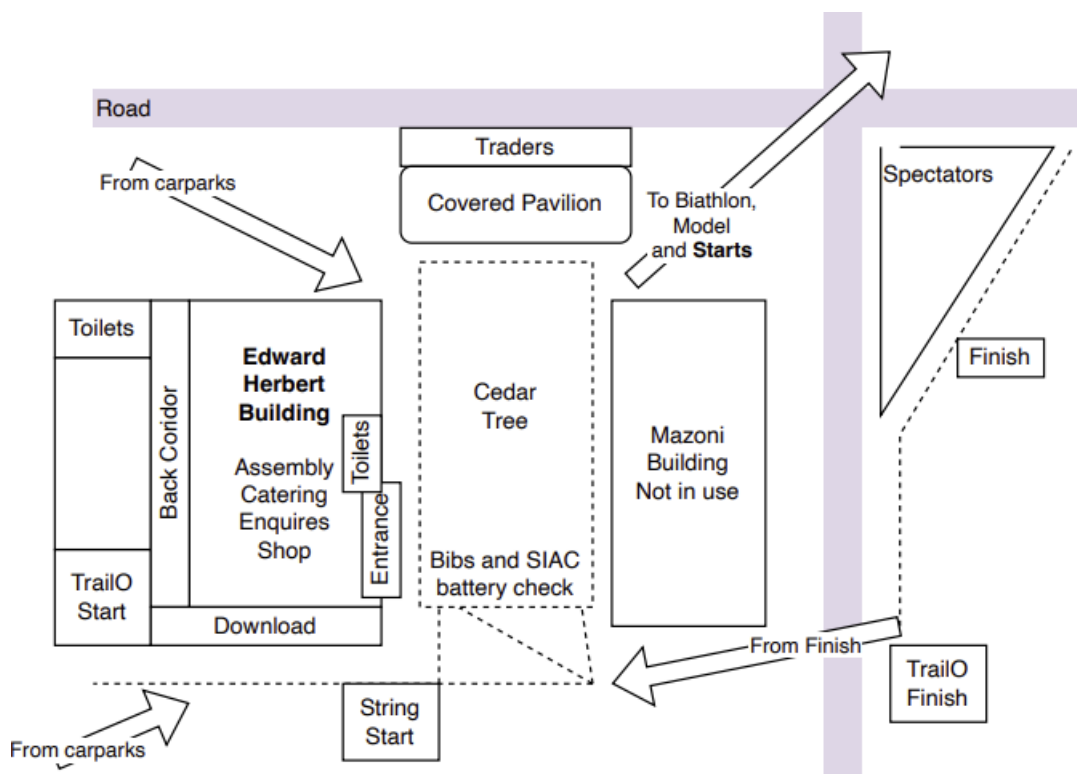 Road
Traders
From carparks
Covered Pavilion
To Biathlon,
Model
and Starts
Spectators
Toilets
Edward
Herbert
Building
Finish
Cedar
Tree
Back Coridor
Toilets
Mazoni
Building
Not in use
Assembly
Catering
Enquires
Shop
Entrance
Bibs and SIAC
battery check
TrailO
Start
Download
From Finish
TrailO
Finish
String
Start
From carparks